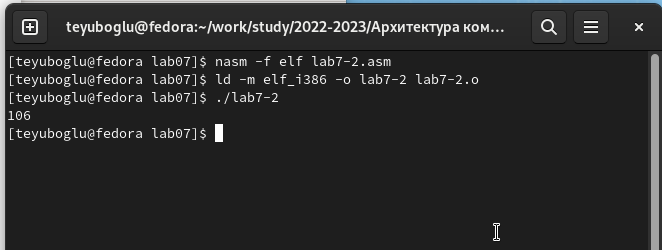 teyuboglu@fedora:~/work/study/2022-2023/Архитектура ком...
[teyuboglu@fedora lab07]$ nasm -f elf lab7-2.asm
[teyuboglu@fedora lab07]$ ld -m elf_i386 -o lab7-2 lab7-2.o
[teyuboglu@fedora lab07]$ ./lab7-2
106
[teyuboglu@fedora lab07]$